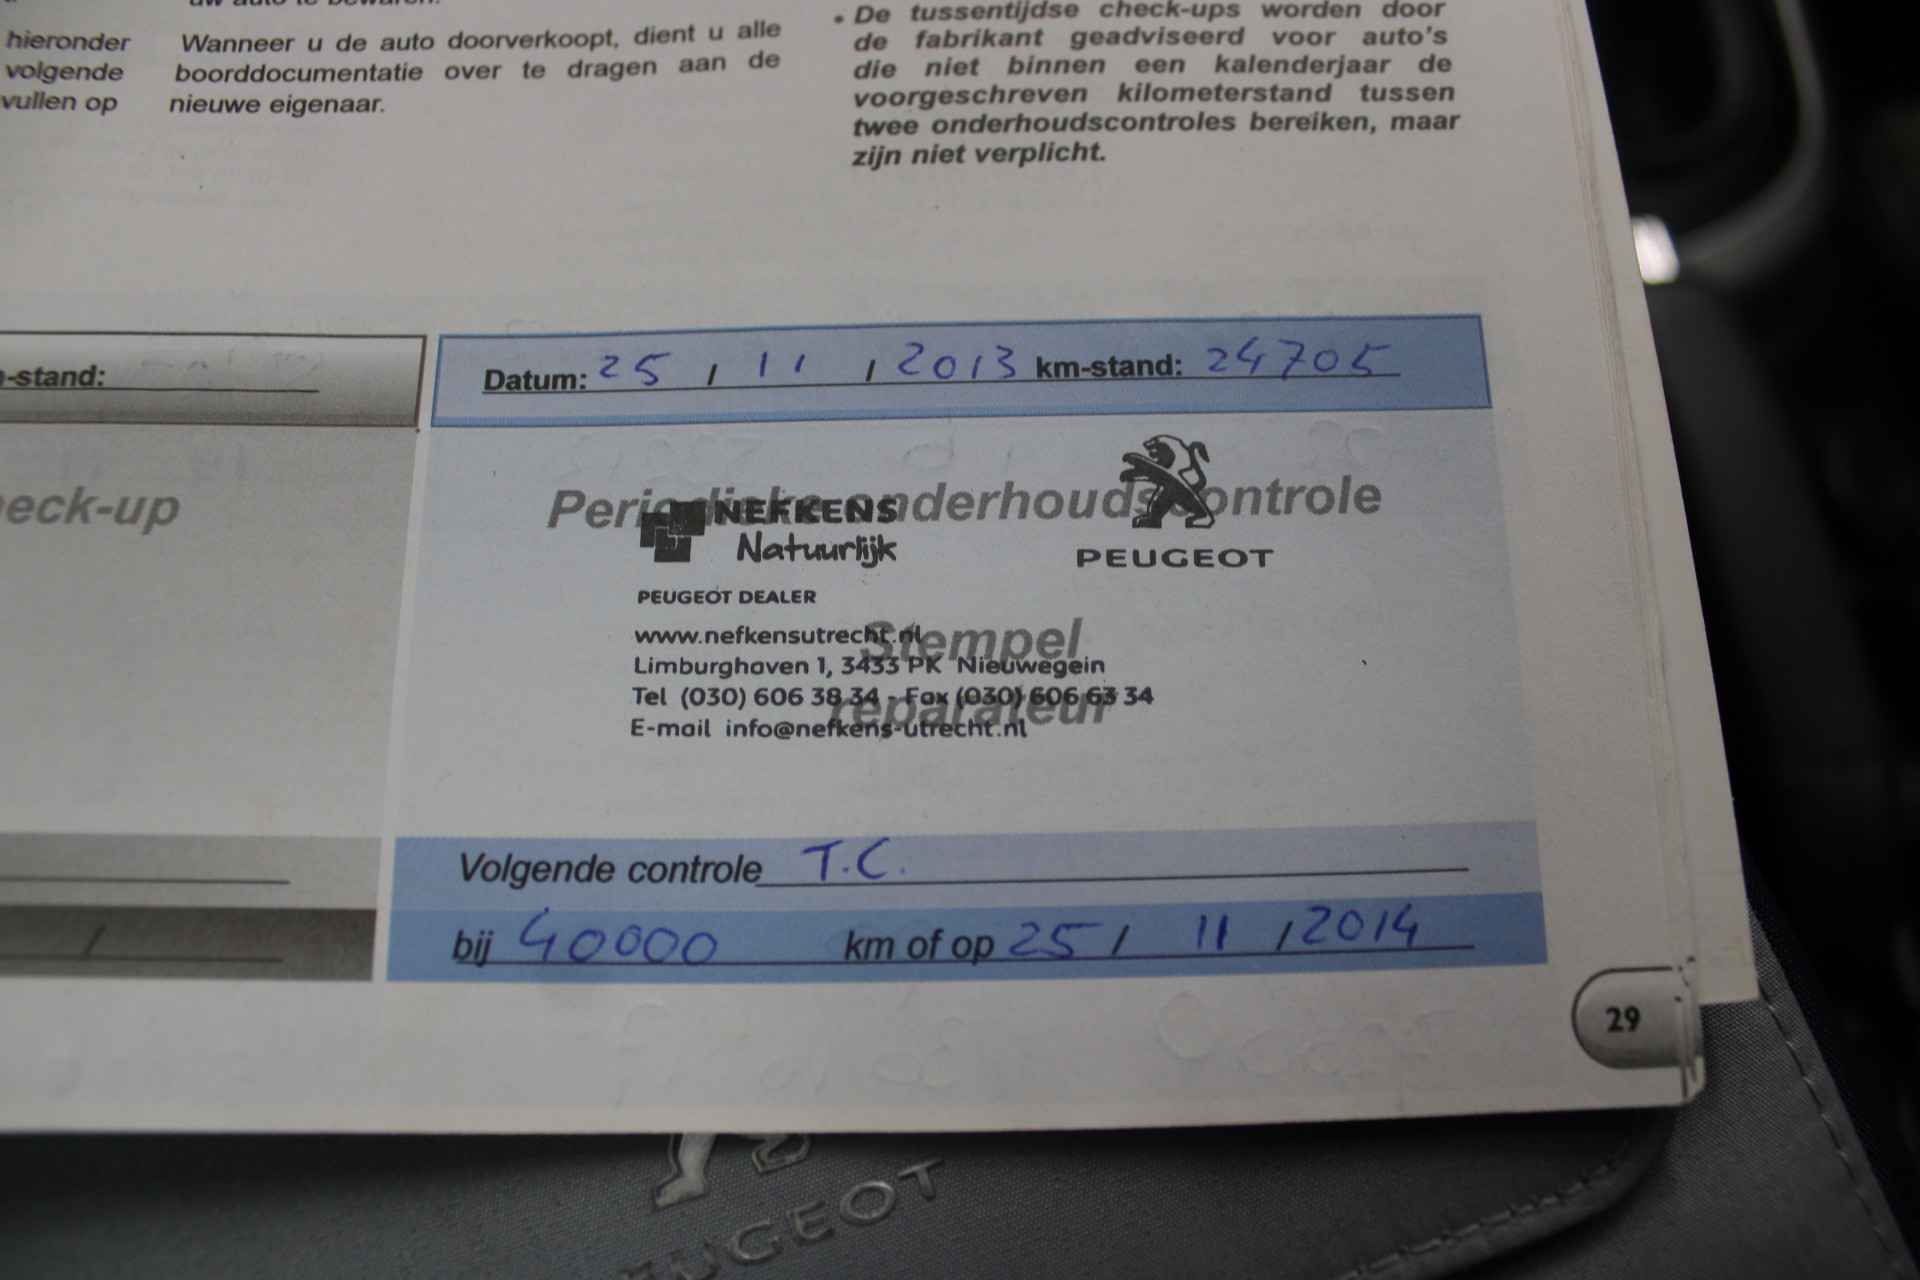 hieronder
volgende
vullen op
uw auto te bewaren.
Wanneer u de auto doorverkoopt, dient u alle
boorddocumentatie over te dragen aan de
nieuwe eigenaar.
• De tussentijdse check-ups worden door
de fabrikant geadviseerd voor auto's
die niet binnen een kalenderjaar de
voorgeschreven kilometerstand tussen
twee onderhoudscontroles bereiken, maar
zijn niet verplicht.
-stand:
eck-up
/
Datum: 25 / 11 / 2013 km-stand: 24705
Periodieke onderhoudscontrole
NEFKENS
Natuurlijk
PEUGEOT
PEUGEOT DEALER
Stempel
reparateur
www.nefkensutrecht.nl
Limburghaven 1, 3433 PK Nieuwegein
Tel (030) 606 38 34 - Fax (030) 606 63 34
E-mail info@nefkens-utrecht.nl
Volgende controle T.C.
bij 40000 km of op 25 / 11 / 2014
29
PEUGEOT